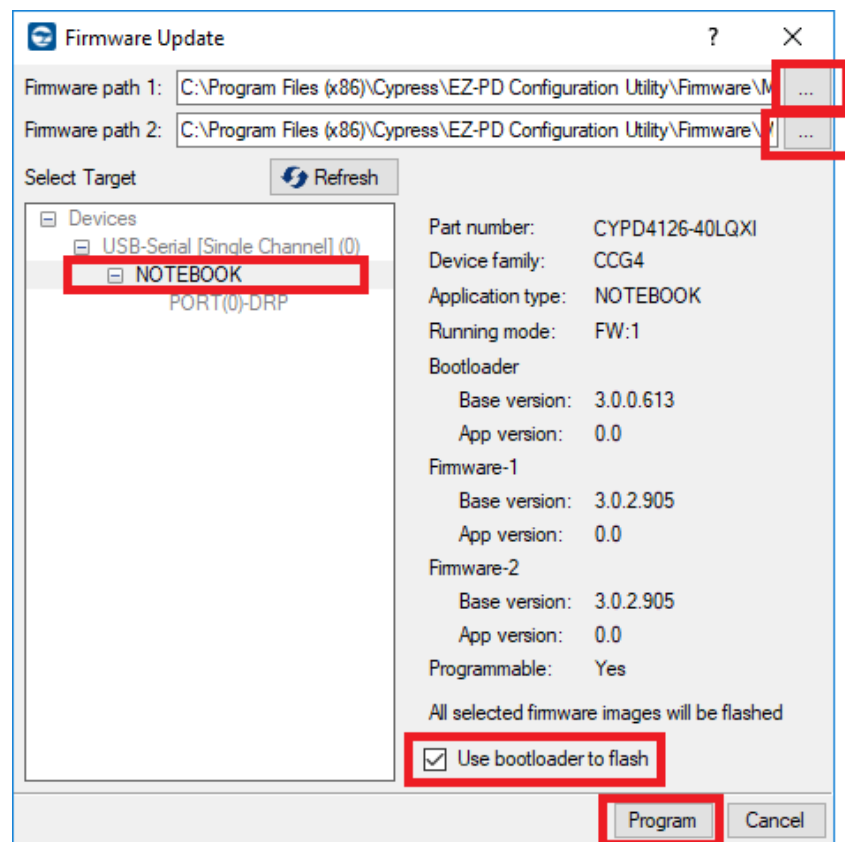 Firmware Update ? ×
Firmware path 1: C:\Program Files (x86)\Cypress\EZ-PD Configuration Utility\Firmware\M ...
Firmware path 2: C:\Program Files (x86)\Cypress\EZ-PD Configuration Utility\Firmware\ ...
Select Target Refresh
Devices
USB-Serial [Single Channel] (0)
NOTEBOOK
PORT(0)-DRP
Part number: CYPD4126-40LQXI
Device family: CCG4
Application type: NOTEBOOK
Running mode: FW:1
Bootloader
Base version: 3.0.0.613
App version: 0.0
Firmware-1
Base version: 3.0.2.905
App version: 0.0
Firmware-2
Base version: 3.0.2.905
App version: 0.0
Programmable: Yes
All selected firmware images will be flashed
Use bootloader to flash
Program Cancel